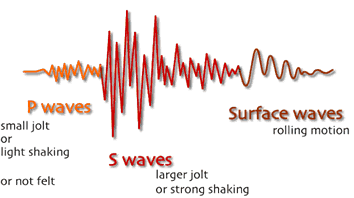 P waves
small jolt
or
light shaking
or not felt
S waves
larger jolt
or strong shaking
Surface waves
rolling motion